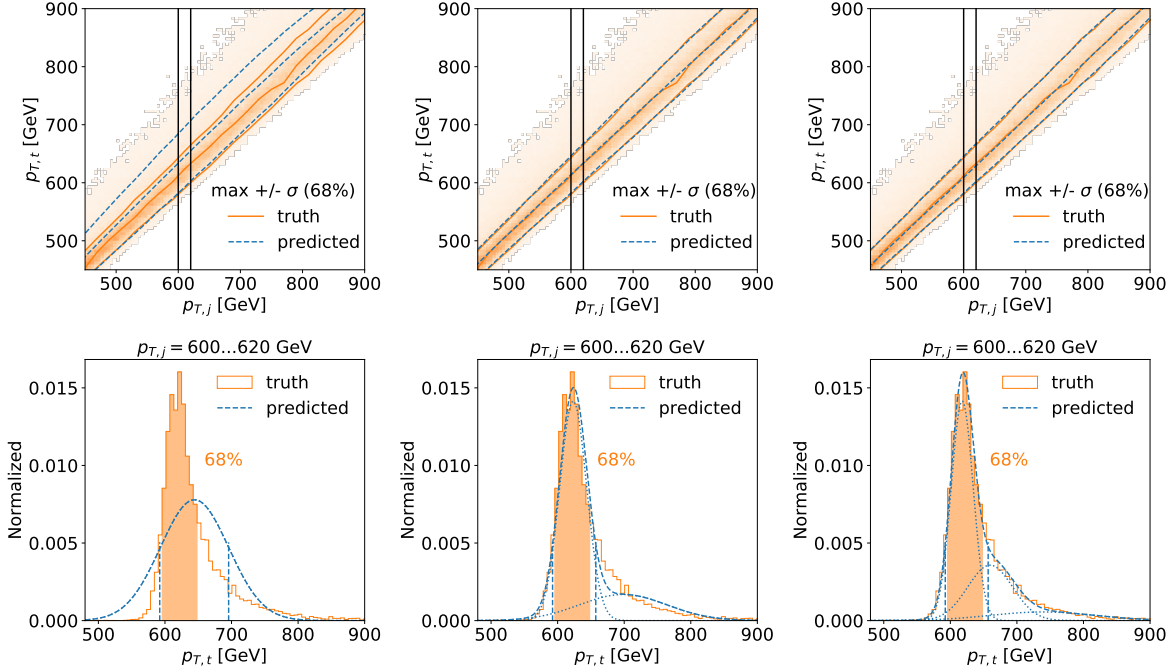 900
800
700
600
500
p_{T,t} [GeV]
max +/- σ (68%)
truth
predicted
500 600 700 800 900
p_{T,j} [GeV]
900
800
700
600
500
p_{T,t} [GeV]
max +/- σ (68%)
truth
predicted
500 600 700 800 900
p_{T,j} [GeV]
900
800
700
600
500
p_{T,t} [GeV]
max +/- σ (68%)
truth
predicted
500 600 700 800 900
p_{T,j} [GeV]
p_{T,j} = 600...620 GeV
0.015
0.010
0.005
0.000
Normalized
truth
predicted
68%
500 600 700 800 900
p_{T,t} [GeV]
p_{T,j} = 600...620 GeV
0.015
0.010
0.005
0.000
Normalized
truth
predicted
68%
500 600 700 800 900
p_{T,t} [GeV]
p_{T,j} = 600...620 GeV
0.015
0.010
0.005
0.000
Normalized
truth
predicted
68%
500 600 700 800 900
p_{T,t} [GeV]